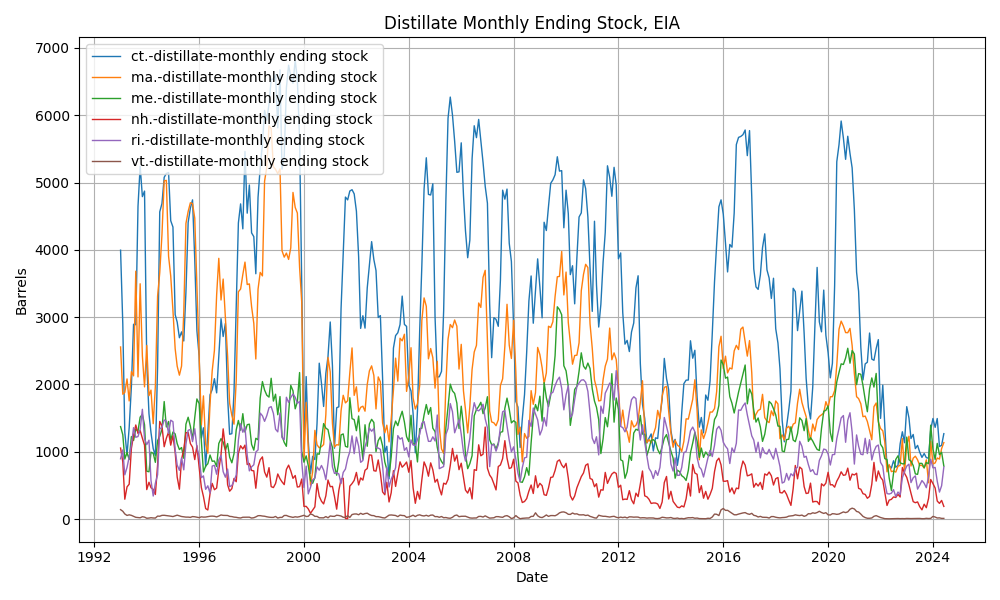 Distillate Monthly Ending Stock, EIA
7000
6000
5000
4000
3000
2000
1000
0
Barrels
ct.-distillate-monthly ending stock
ma.-distillate-monthly ending stock
me.-distillate-monthly ending stock
nh.-distillate-monthly ending stock
ri.-distillate-monthly ending stock
vt.-distillate-monthly ending stock
1992 1996 2000 2004 2008 2012 2016 2020 2024
Date